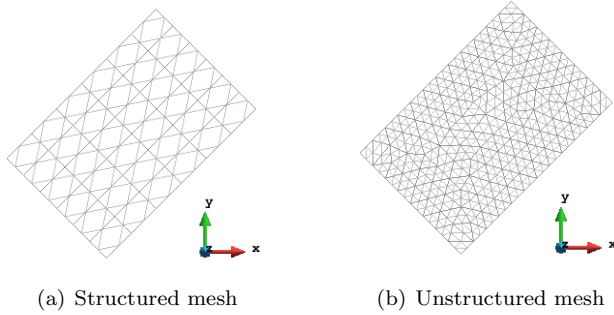 y
z
x
y
z
x
(a) Structured mesh
(b) Unstructured mesh